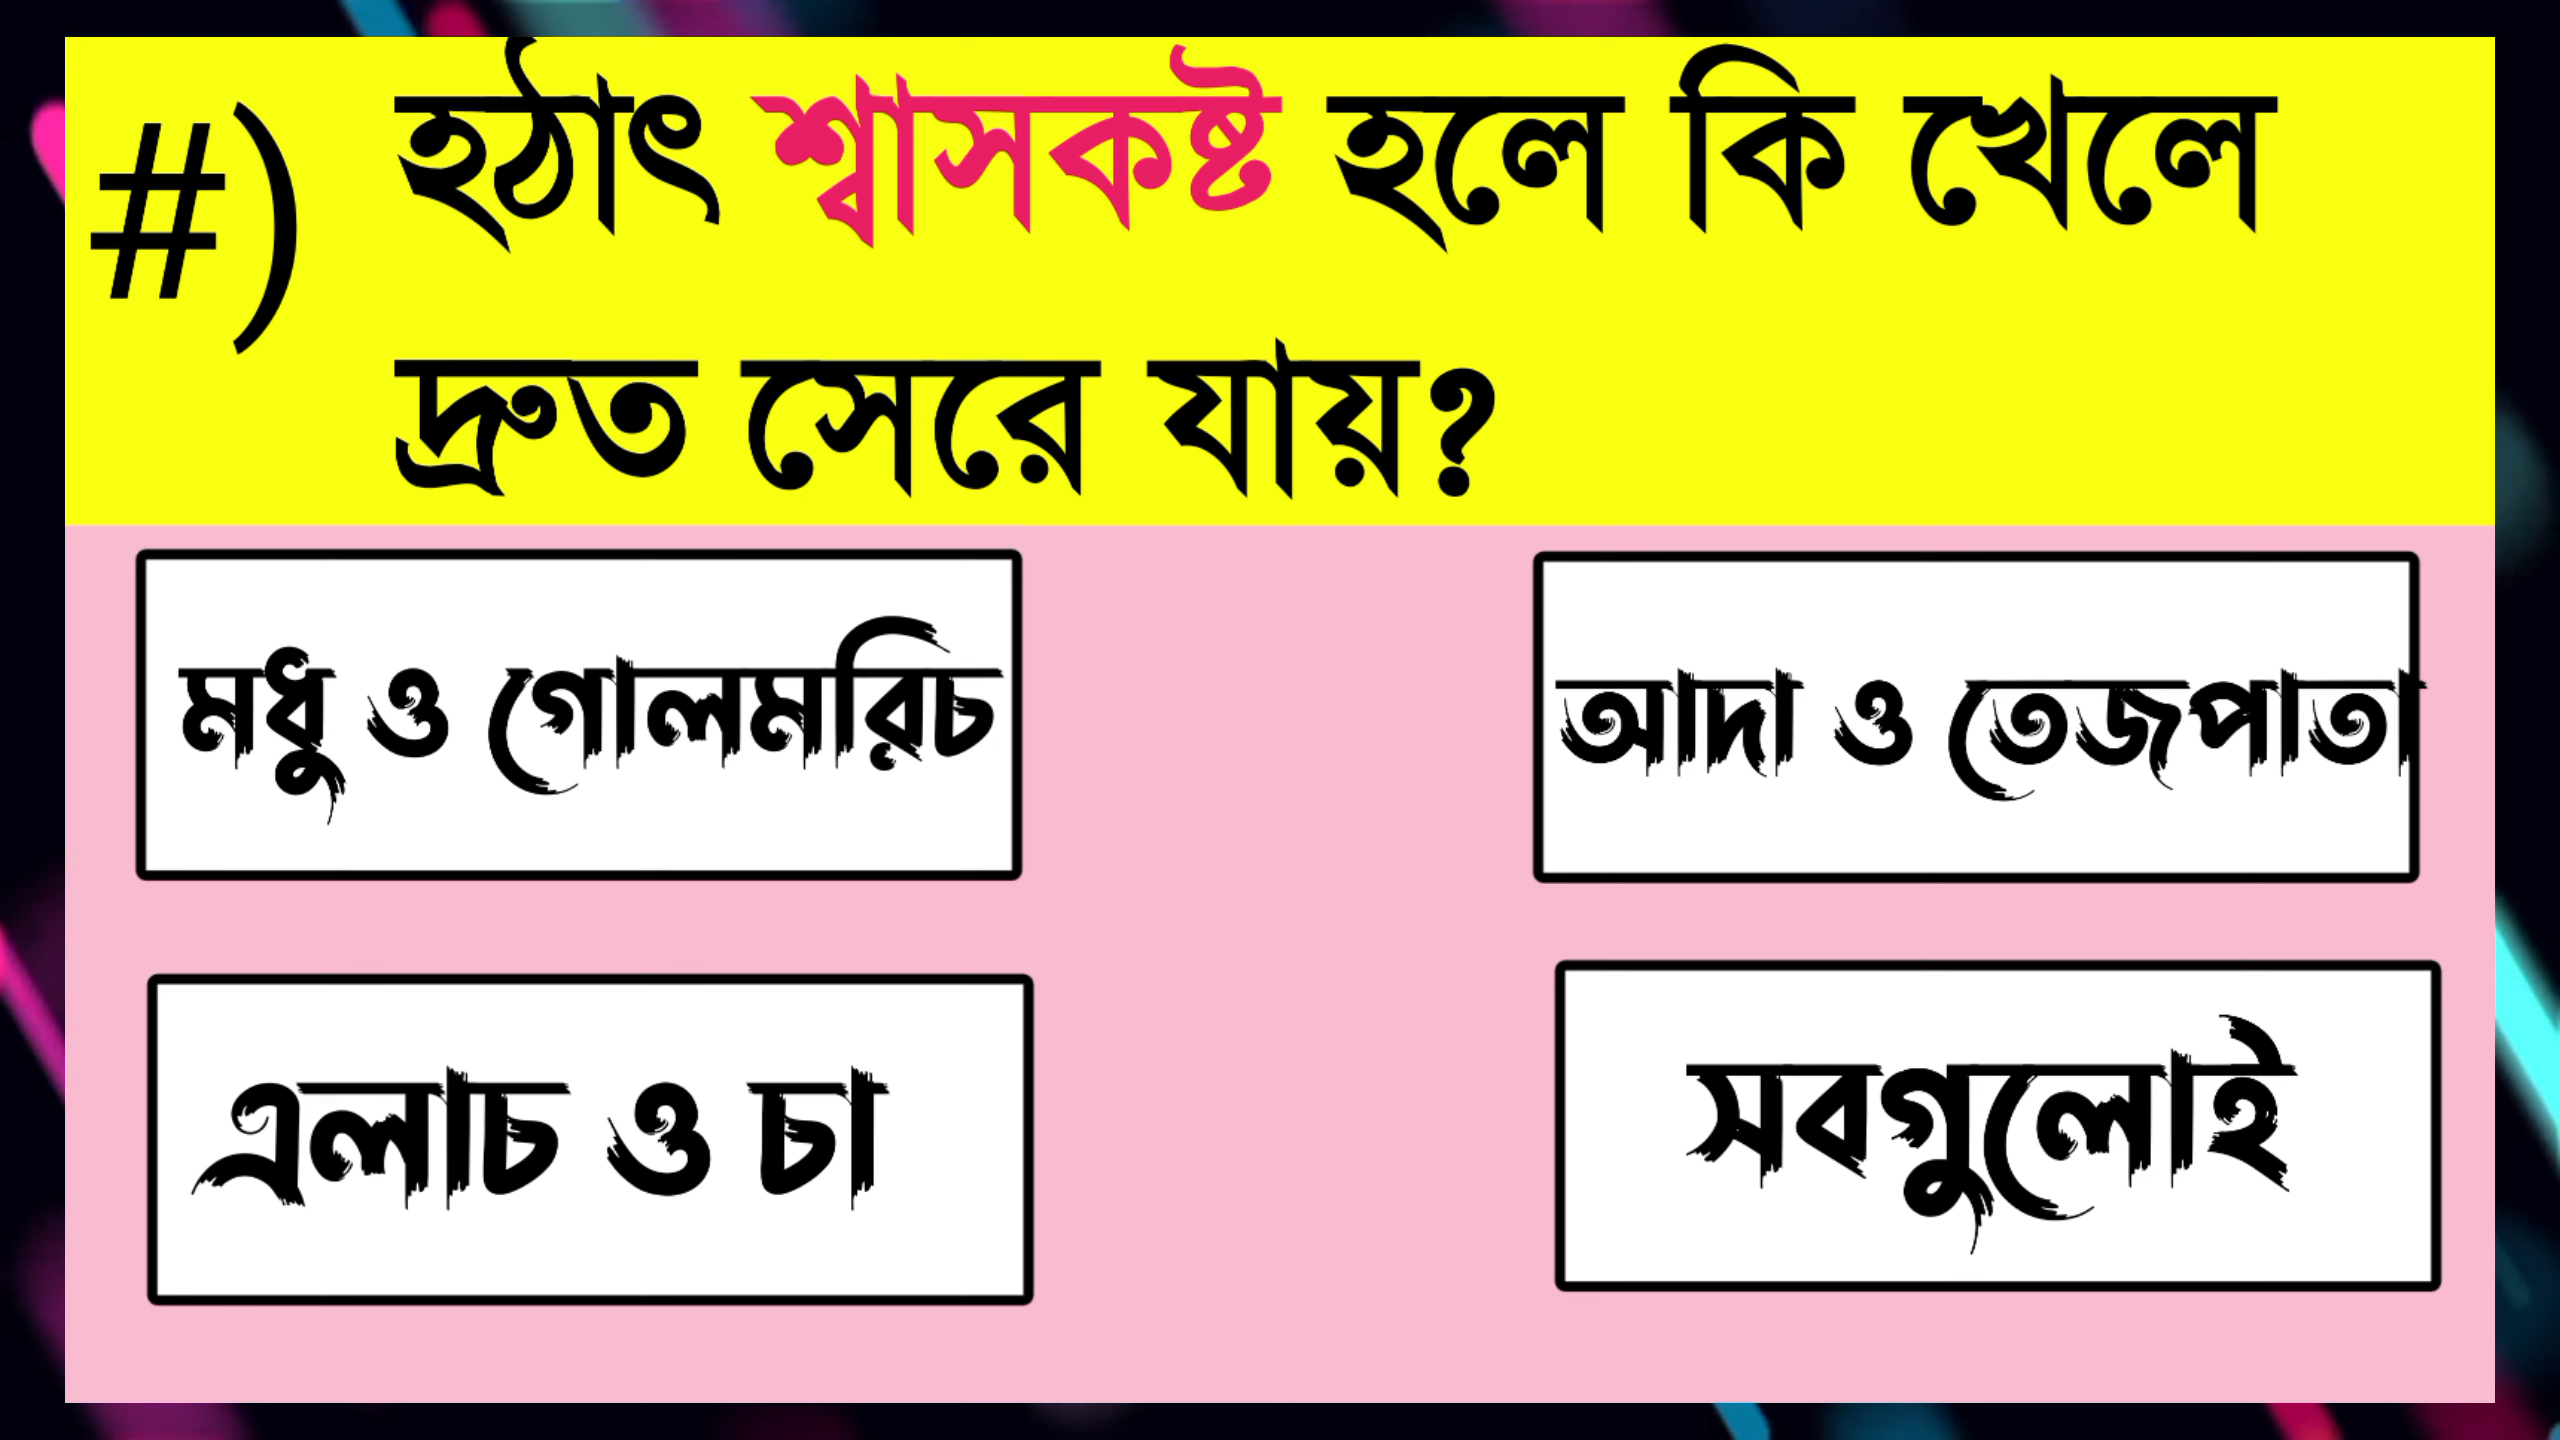 #) হঠাৎ শ্বাসকষ্ট হলে কি খেলে
দ্রুত সেরে যায়?
মধু ও গোলমরিচ
আদা ও তেজপাতা
এলাচ ও চা
সবগুলোই